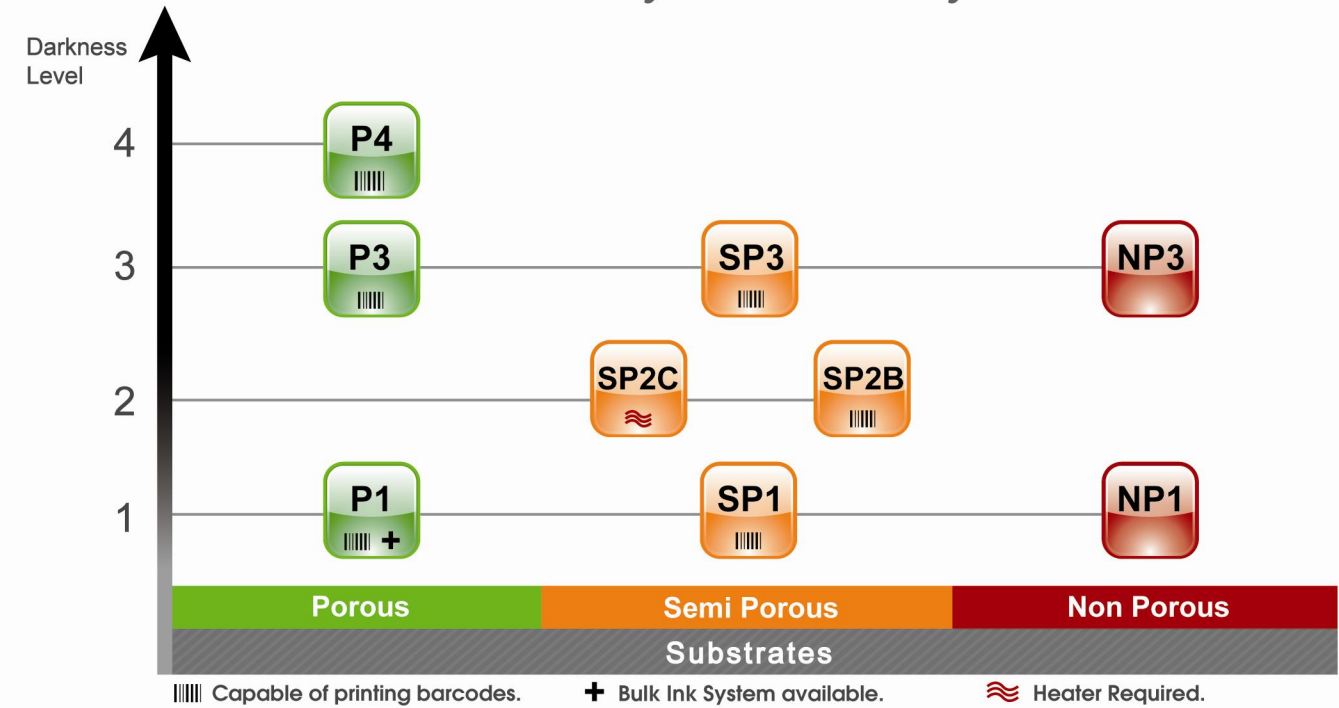 Darkness
Level
4
P4
3
P3
SP3
NP3
2
SP2C
SP2B
1
P1
+
SP1
NP1
Porous
Semi Porous
Non Porous
Substrates
Capable of printing barcodes.
+ Bulk Ink System available.
Heater Required.